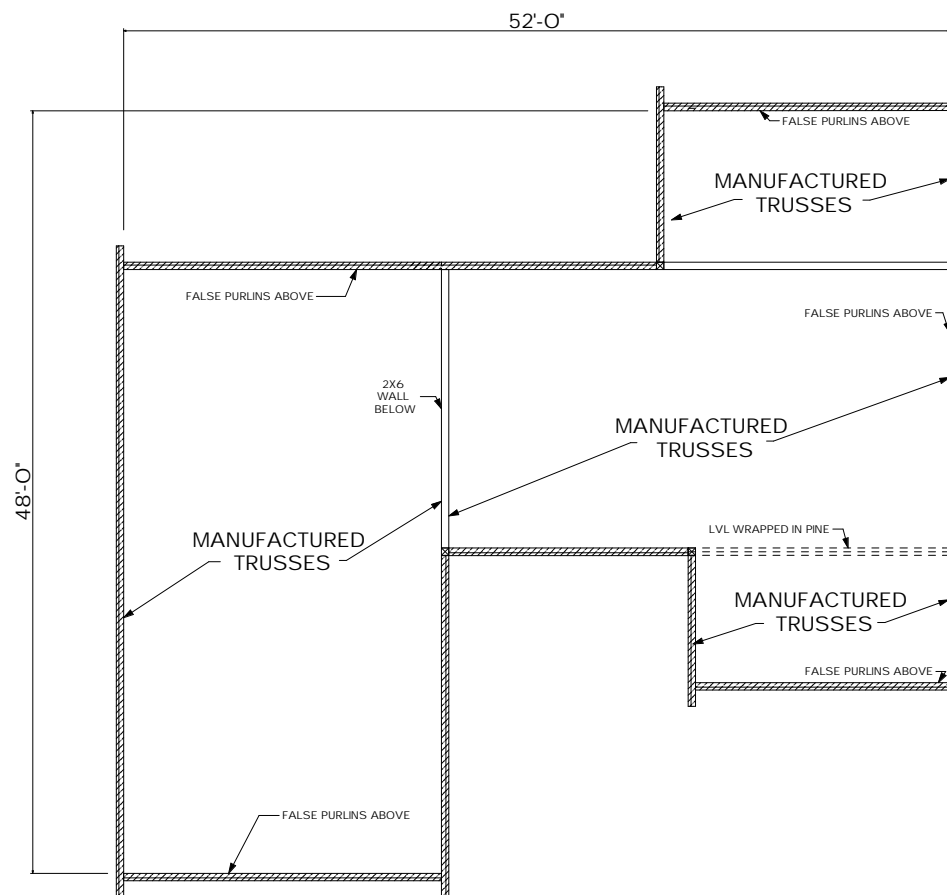 52'-0"
FALSE PURLINS ABOVE
MANUFACTURED
TRUSSES
FALSE PURLINS ABOVE
FALSE PURLINS ABOVE
2X6
WALL
BELOW
MANUFACTURED
TRUSSES
48'-0"
LVL WRAPPED IN PINE
MANUFACTURED
TRUSSES
MANUFACTURED
TRUSSES
FALSE PURLINS ABOVE
FALSE PURLINS ABOVE